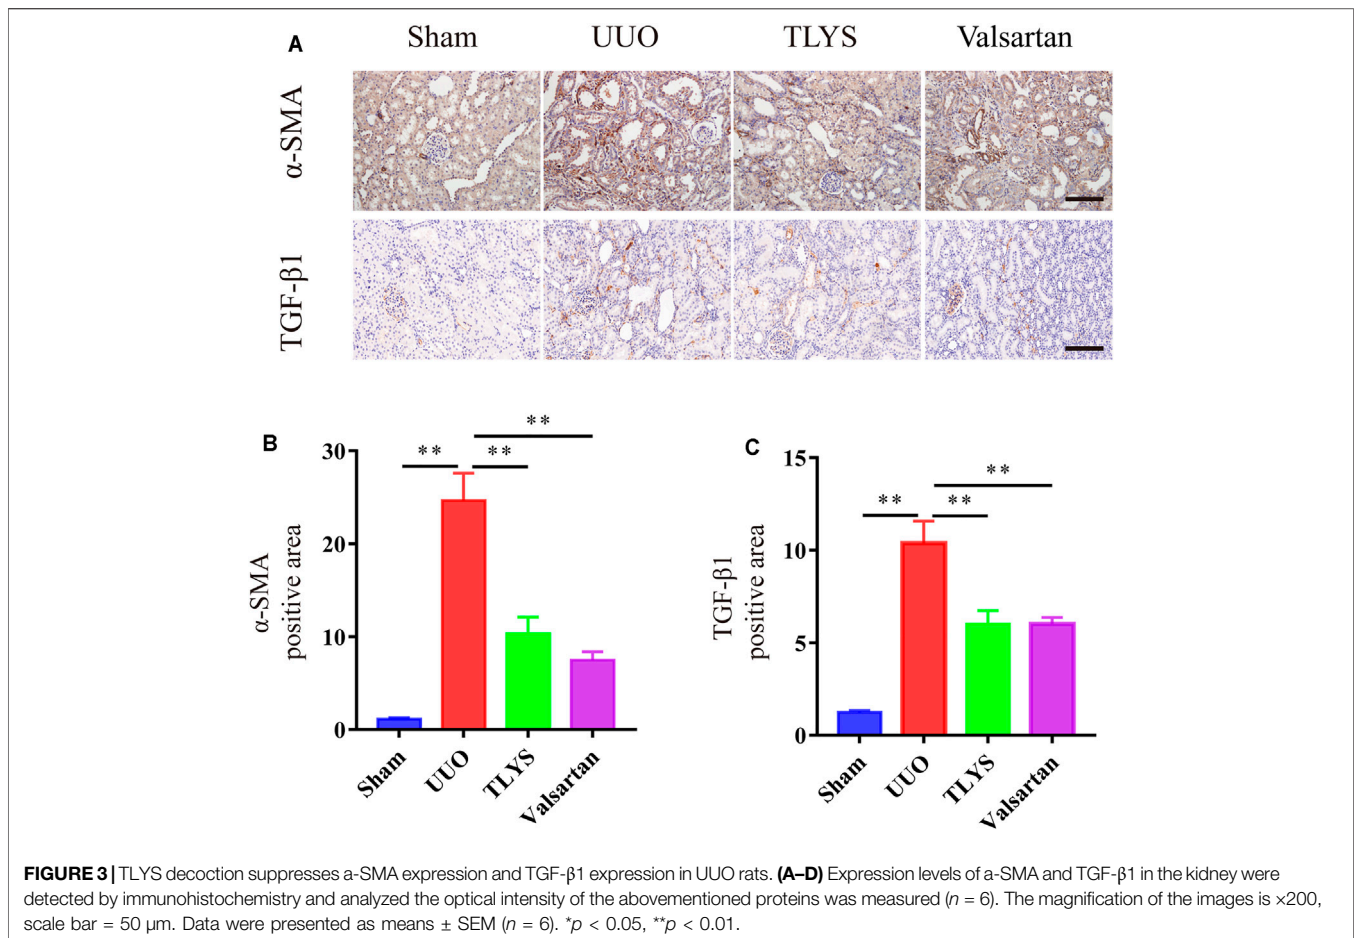 A
Sham UUO TLYS Valsartan
α-SMA
TGF-β1
B
α-SMA
positive area
30
20
10
0
**
**
**
Sham
UUO
TLYS
Valsartan
C
TGF-β1
positive area
15
10
5
0
**
**
**
Sham
UUO
TLYS
Valsartan
FIGURE 3 | TLYS decoction suppresses a-SMA expression and TGF-β1 expression in UUO rats. (A–D) Expression levels of a-SMA and TGF-β1 in the kidney were
detected by immunohistochemistry and analyzed the optical intensity of the abovementioned proteins was measured (n = 6). The magnification of the images is ×200,
scale bar = 50 µm. Data were presented as means ± SEM (n = 6). *p < 0.05, **p < 0.01.